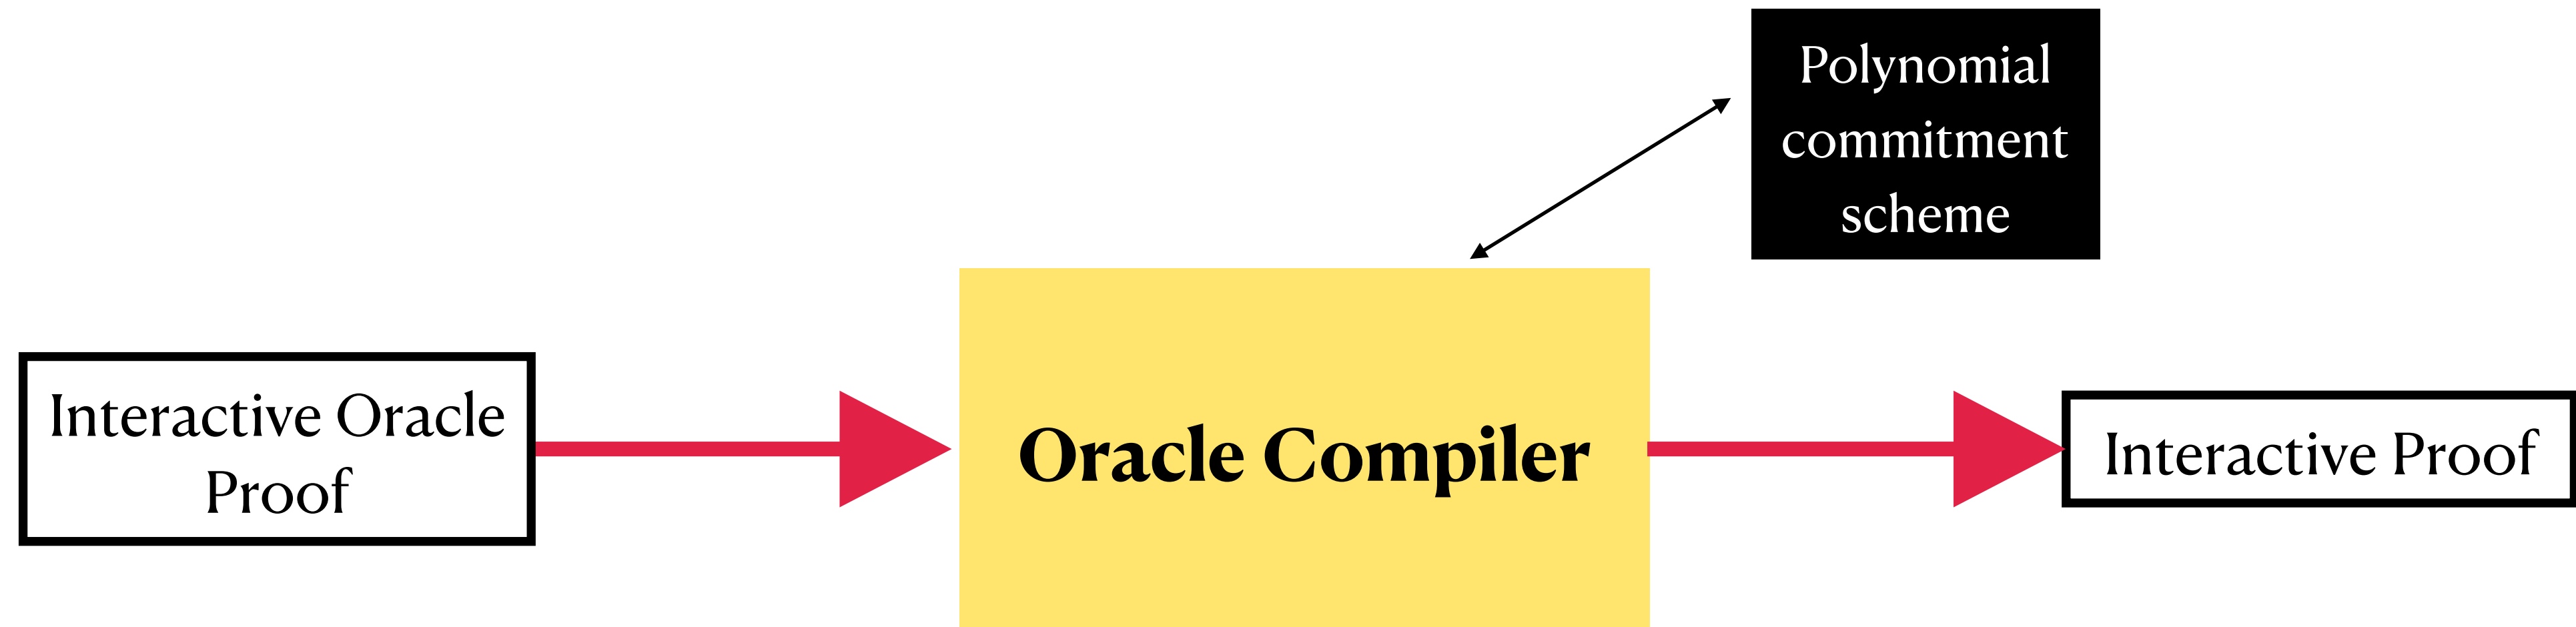 Polynomial
commitment
scheme
Interactive Oracle
Proof
Oracle Compiler
Interactive Proof